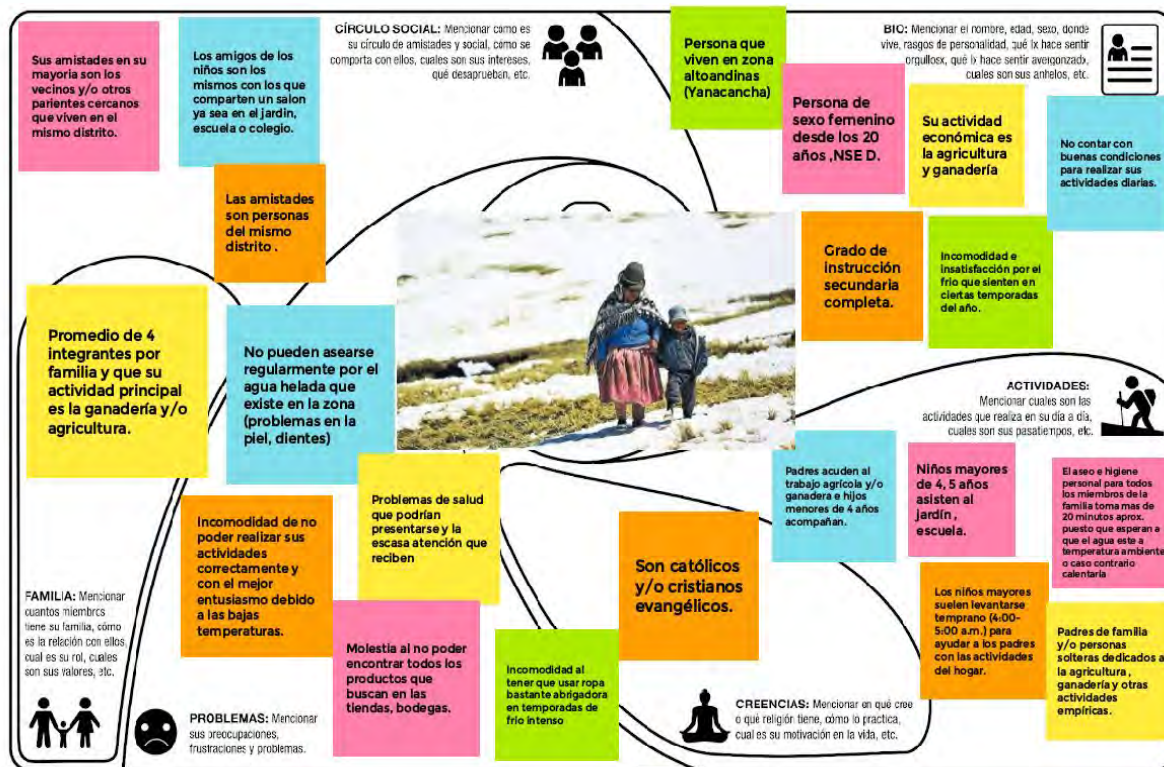 Sus amistades en su
mayoria son los
vecinos y/o otros
parientes cercanos
que viven en el
mismo distrito.
Los amigos de los
niños son los
mismos con los que
comparten un salon
ya sea en el jardín,
escuela o colegio.
Las amistades
son personas
del mismo
distrito .
CÍRCULO SOCIAL: Mencionar como es
su círculo de amistades y social, cómo se
comporta con ellos, cuales son sus intereses,
qué desaprueban, etc.
Persona que
viven en zona
altoandinas
(Yanacancha)
BIC: Mencionar el nombre, edad, sexo, donde
vive, rasgos de personalidad, qué lx hace sentir
orgullosx, qué lx hace sentir avergonzadx,
cuales son sus anhelos, etc.
Persona de
sexo femenino
desde los 20
años ,NSE D.
Su actividad
económica es
la agricultura
y ganadería
No contar con
buenas condiciones
para realizar sus
actividades diarias.
Grado de
instrucción
secundaria
completa.
Incomodidad e
insatisfacción por el
frio que sienten en
ciertas temporadas
del año.
Promedio de 4
integrantes por
familia y que su
actividad principal
es la ganadería y/o
agricultura.
No pueden asearse
regularmente por el
agua helada que
existe en la zona
(problemas en la
piel, dientes)
Incomodidad de no
poder realizar sus
actividades
correctamente y
con el mejor
entusiasmo debido
a las bajas
temperaturas.
Problemas de salud
que podrían
presentarse y la
escasa atención que
reciben
Molestia al no poder
encontrar todos los
productos que
buscan en las
tiendas, bodegas.
Incomodidad al
tener que usar ropa
bastante abrigadora
en temporadas de
frio intenso
FAMILIA: Mencionar
cuantos miembros
tiene su familia, cómo
es la relación con ellos,
cual es su rol, cuales
son sus valores, etc.
PROBLEMAS: Mencionar
sus preocupaciones,
frustraciones y problemas.
Son católicos
y/o cristianos
evangélicos.
CREENCIAS: Mencionar en qué cree
o qué religión tiene, cómo lo practica,
cual es su motivación en la vida, etc.
ACTIVIDADES:
Mencionar cuales son las
actividades que realiza en su día a día,
cuales son sus pasatiempos, etc.
Padres acuden al
trabajo agrícola y/o
ganadera e hijos
menores de 4 años
acompañan.
Niños mayores
de 4, 5 años
asisten al
jardín ,
escuela.
El aseo e higiene
personal para todos
los miembros de la
familia toma mas de
20 minutos aprox.
puesto que esperan a
que el agua este a
temperatura ambiente
o caso contrario
calentaria
Los niños mayores
suelen levantarse
temprano (4:00-
5:00 a.m.) para
ayudar a los padres
con las actividades
del hogar.
Padres de familia
y/o personas
solteras dedicados a
la agricultura ,
ganadería y otras
actividades
empíricas.